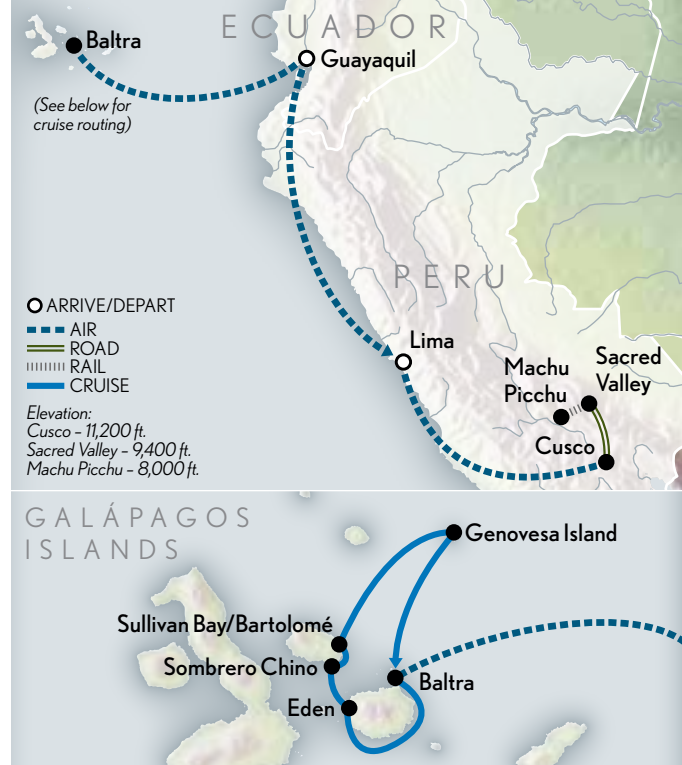 ECUADOR
Baltra
Guayaquil
(See below for
cruise routing)
PERU
ARRIVE/DEPART
AIR
ROAD
RAIL
CRUISE
Elevation:
Cusco – 11,200 ft.
Sacred Valley – 9,400 ft.
Machu Picchu – 8,000 ft.
Lima
Machu
Picchu
Sacred
Valley
Cusco
GALÁPAGOS
ISLANDS
Genovesa Island
Sullivan Bay/Bartolomé
Sombrero Chino
Baltra
Eden